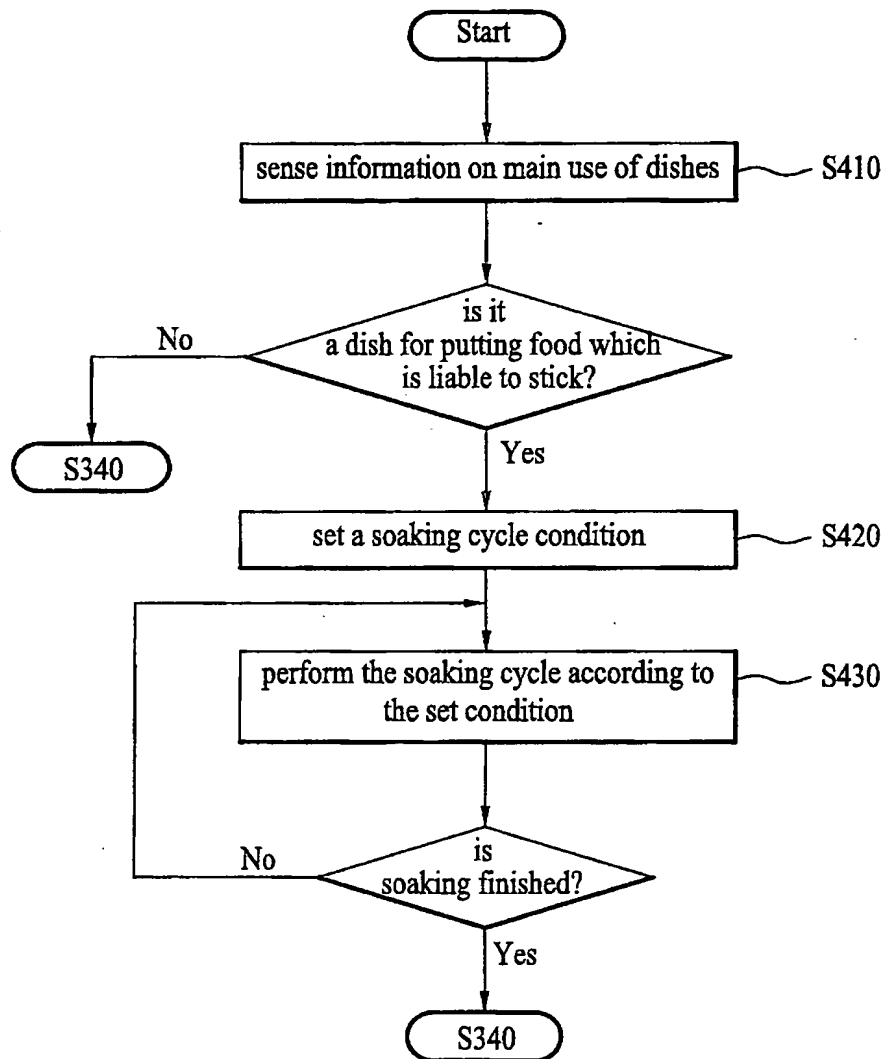 Start
sense information on main use of dishes
S410
is it
a dish for putting food which
is liable to stick?
No
S340
Yes
set a soaking cycle condition
S420
perform the soaking cycle according to
the set condition
S430
is
soaking finished?
No
Yes
S340